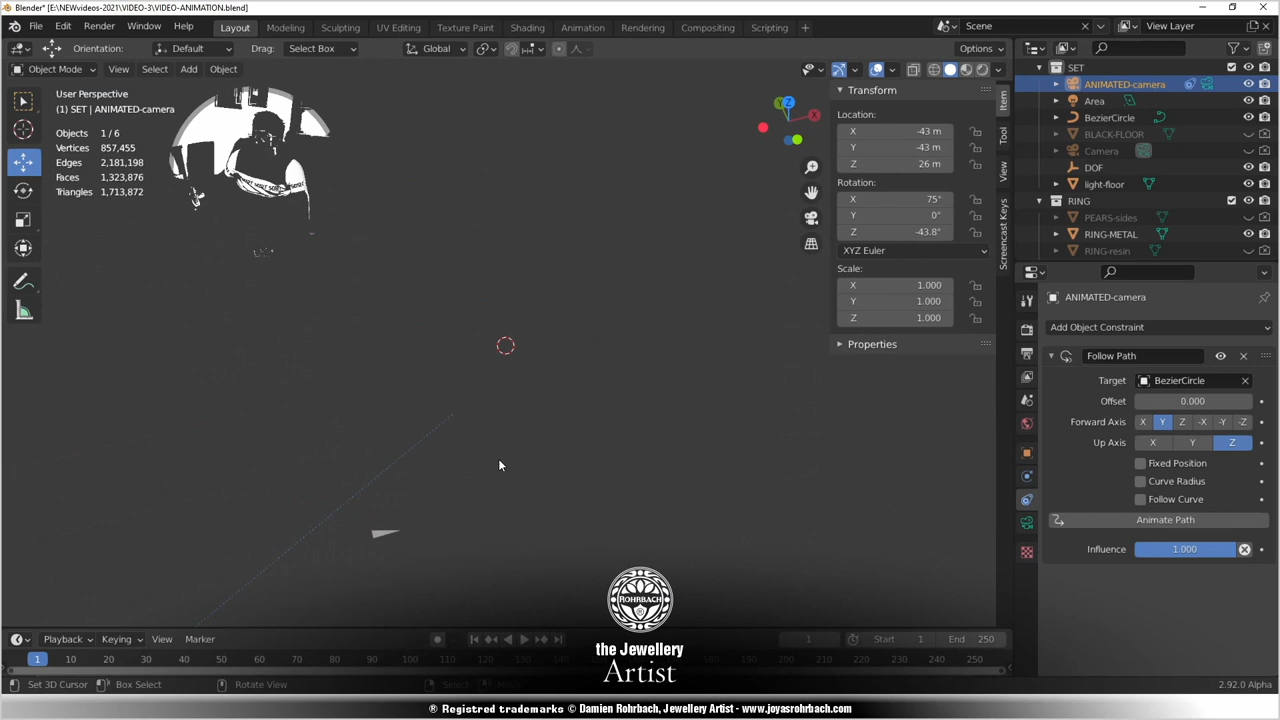 Blender* [E:\NEWvideos-2021\VIDEO-3\VIDEO-ANIMATION.blend]
File Edit Render Window Help Layout Modeling Sculpting UV Editing Texture Paint Shading Animation Rendering Compositing Scripting Scene View Layer
Orientation: Default Drag: Select Box Global Options
Object Mode View Select Add Object
User Perspective
(1) SET | ANIMATED-camera
Objects 1 / 6
Vertices 857,455
Edges 2,181,198
Faces 1,323,876
Triangles 1,713,872
Z
Y
X
Transform
Location:
X -43 m
Y -43 m
Z 26 m
Rotation:
X 75°
Y 0°
Z -43.8°
XYZ Euler
Scale:
X 1.000
Y 1.000
Z 1.000
Properties
Item
Tool
View
Screencast Keys
SET
ANIMATED-camera
Area
BezierCircle
BLACK-FLOOR
Camera
DOF
light-floor
RING
PEARS-sides
RING-METAL
RING-resin
ANIMATED-camera
Add Object Constraint
Follow Path
Target BezierCircle
Offset 0.000
Forward Axis X Y Z -X -Y -Z
Up Axis X Y Z
Fixed Position
Curve Radius
Follow Curve
Animate Path
Influence 1.000
ROHRBACH
the Jewellery
Artist
Playback Keying View Marker 1 Start 1 End 250
1 10 20 30 40 50 60 70 80 90 100 110 120 130 140 150 160 170 180 190 200 210 220 230 240 250
Set 3D Cursor Box Select Rotate View Select Move 2.92.0 Alpha
® Registered trademarks © Damien Rohrbach, Jewellery Artist - www.joyasrohrbach.com